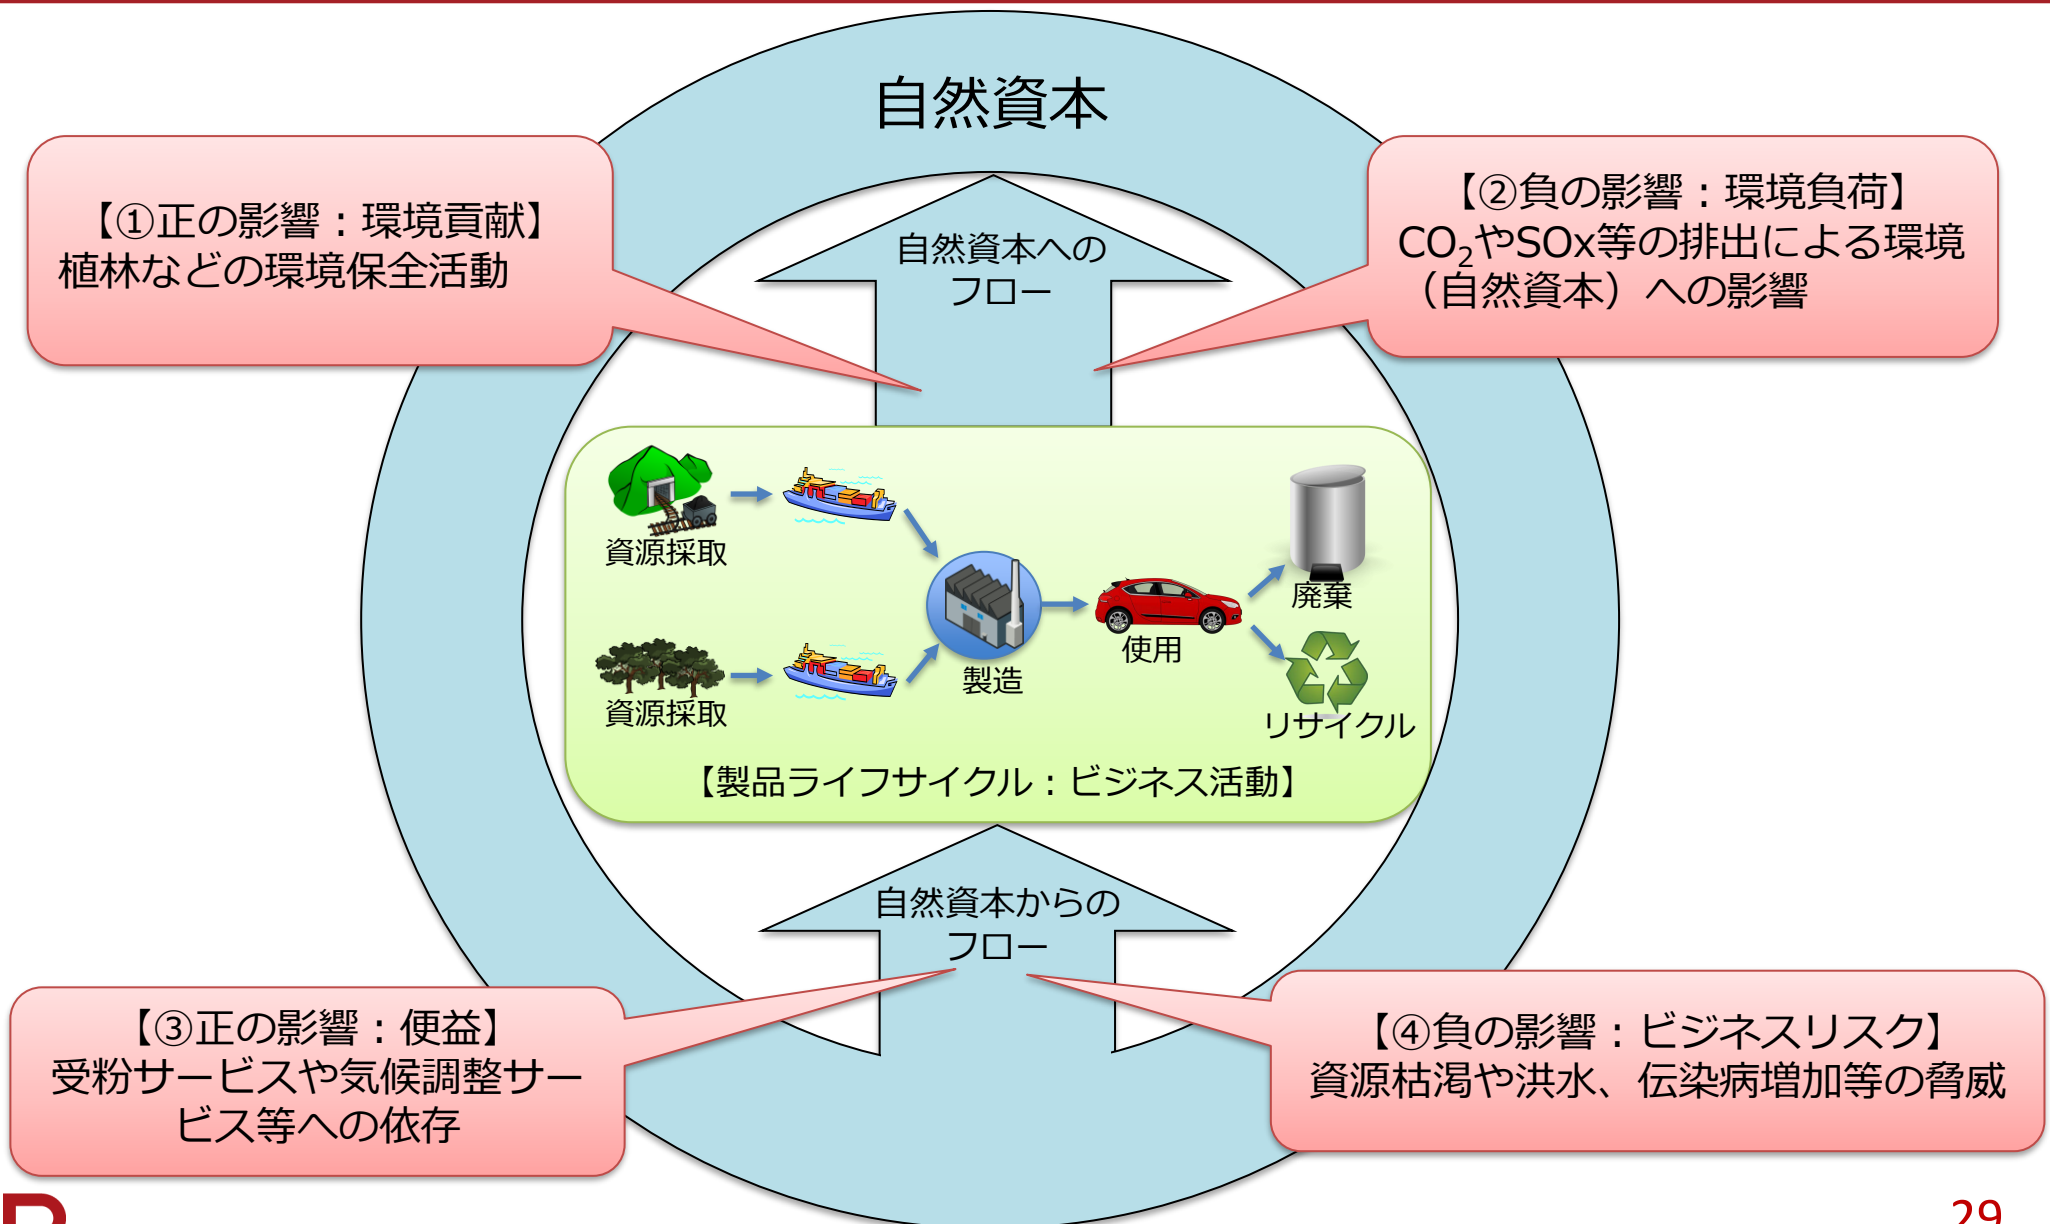 自然資本
【①正の影響：環境貢献】
植林などの環境保全活動
【②負の影響：環境負荷】
CO₂やSOx等の排出による環境
（自然資本）への影響
自然資本への
フロー
資源採取
資源採取
製造
使用
廃棄
リサイクル
【製品ライフサイクル：ビジネス活動】
自然資本からの
フロー
【③正の影響：便益】
受粉サービスや気候調整サー
ビス等への依存
【④負の影響：ビジネスリスク】
資源枯渇や洪水、伝染病増加等の脅威
29